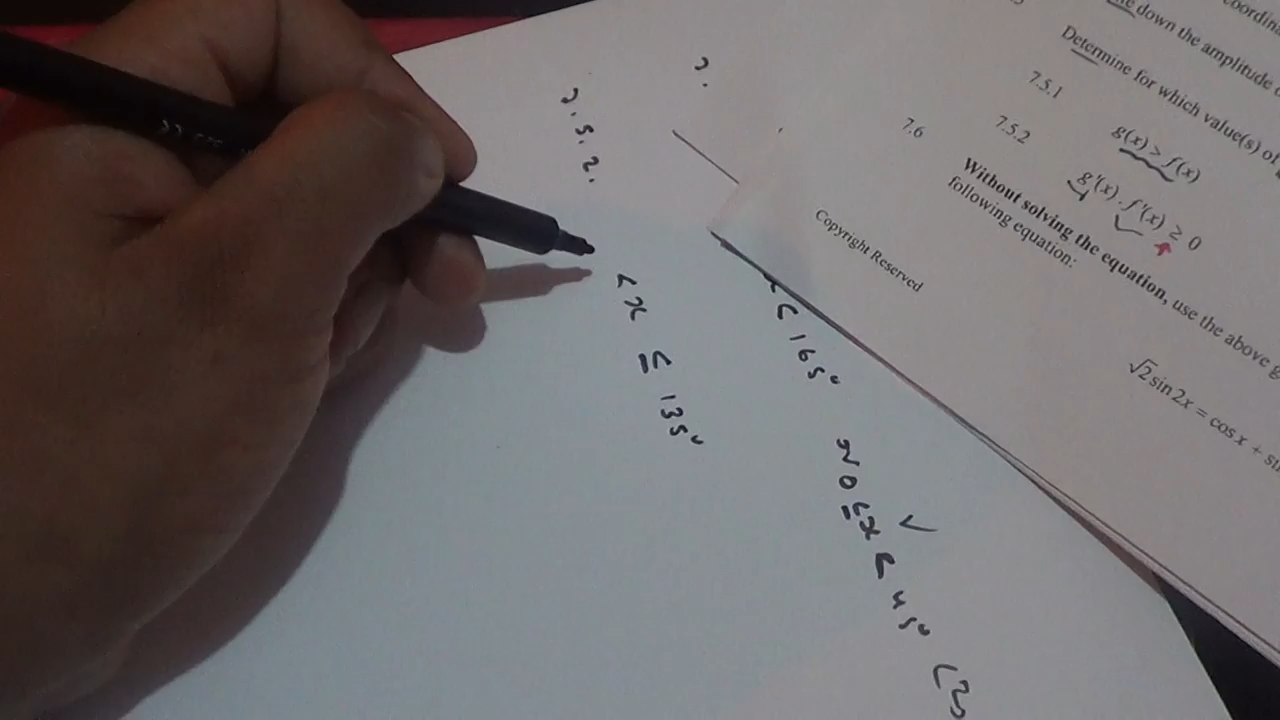 down the amplitude
Determine for which value(s) of
7.5.1 g(x) > f(x)
7.5.2 g'(x).f'(x) ≥ 0
7.6 Without solving the equation, use the above
following equation:
√2 sin 2x = cos x +
Copyright Reserved
7.5.2.
< x ≤ 135°
< 165°
0 ≤ x ≤ 45°